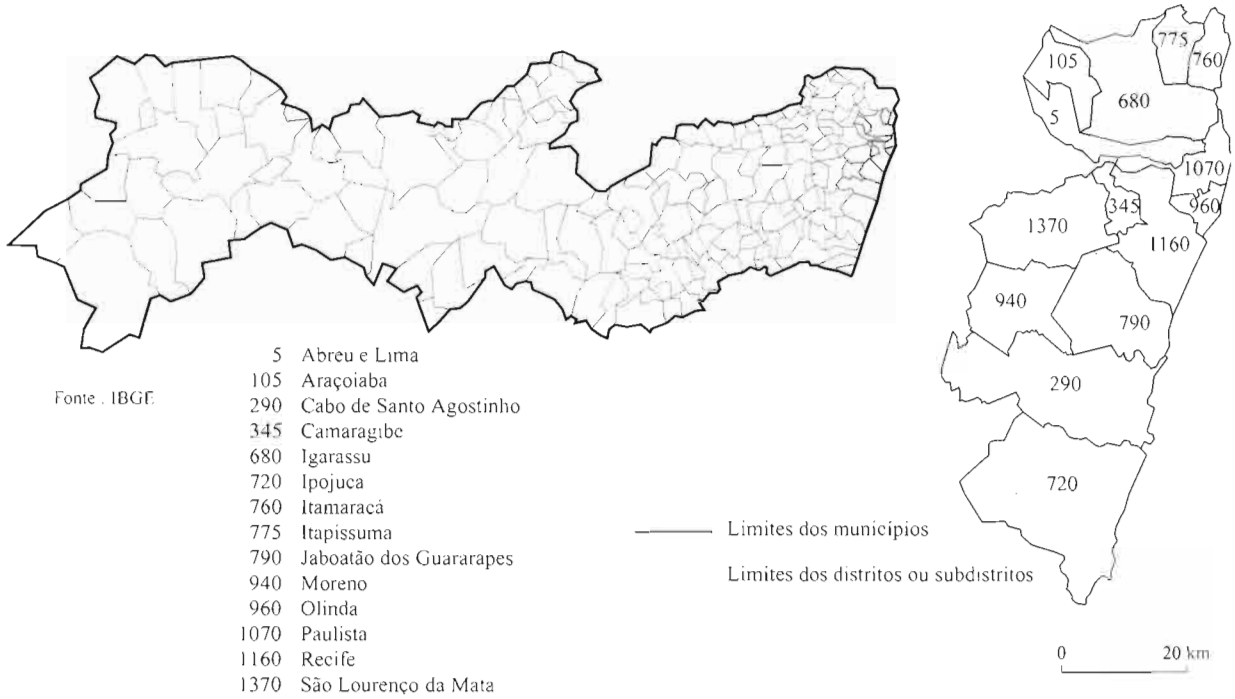 775
105
760
680
5
1070
345
960
1370
1160
940
790
290
720
5 Abreu e Lima
105 Araçoiaba
290 Cabo de Santo Agostinho
345 Camaragibe
680 Igarassu
720 Ipojuca
760 Itamaracá
775 Itapissuma
790 Jaboatão dos Guararapes
940 Moreno
960 Olinda
1070 Paulista
1160 Recife
1370 São Lourenço da Mata
Fonte : IBGE
Limites dos municípios
Limites dos distritos ou subdistritos
0 20 km